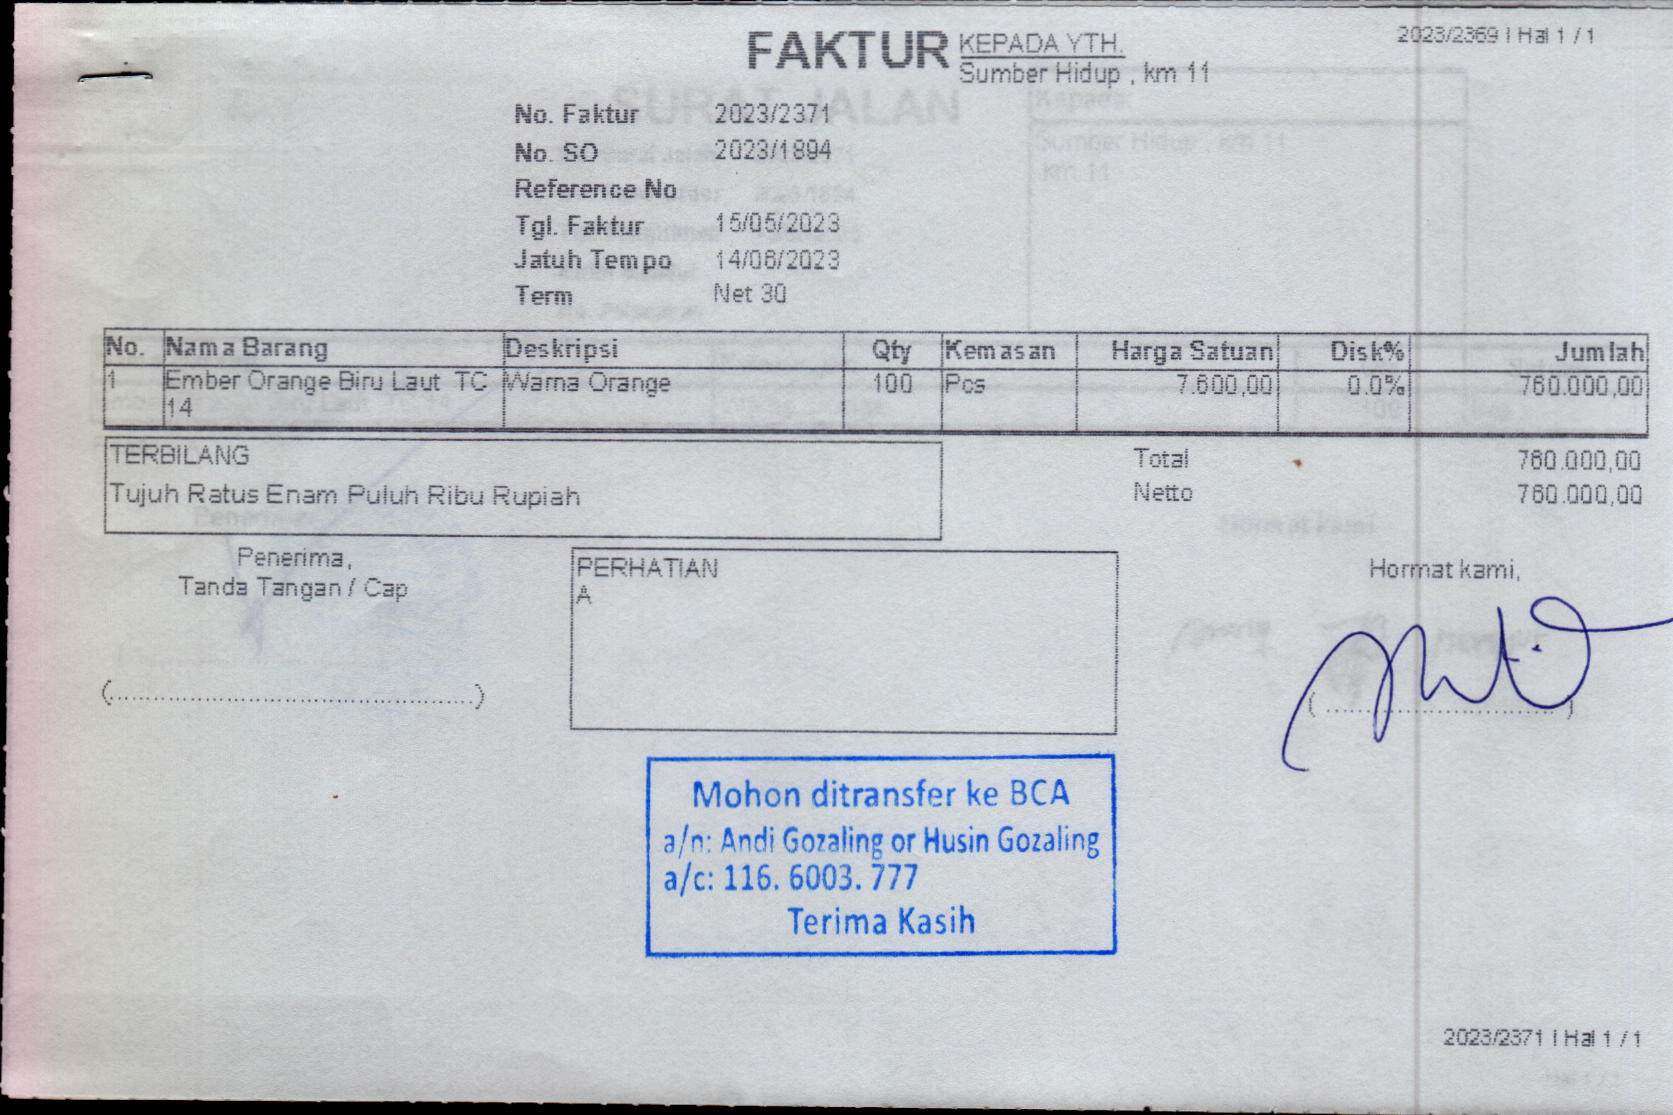 2023/2369 | Hal 1 / 1
FAKTUR
KEPADA YTH.
Sumber Hidup , km 11
No. Faktur 2023/2371
No. SO 2023/1894
Reference No
Tgl. Faktur 15/05/2023
Jatuh Tempo 14/06/2023
Term Net 30
No. Nama Barang Deskripsi Qty Kemasan Harga Satuan Disk% Jumlah
1 Ember Orange Biru Laut TC Warna Orange 100 Pcs 7.600,00 0.0% 760.000,00
14
TERBILANG
Tujuh Ratus Enam Puluh Ribu Rupiah
Total 760.000,00
Netto 760.000,00
Penerima,
Tanda Tangan / Cap
PERHATIAN
A
Hormat kami,
Mohon ditransfer ke BCA
a/n: Andi Gozaling or Husin Gozaling
a/c: 116. 6003. 777
Terima Kasih
2023/2371 | Hal 1 / 1